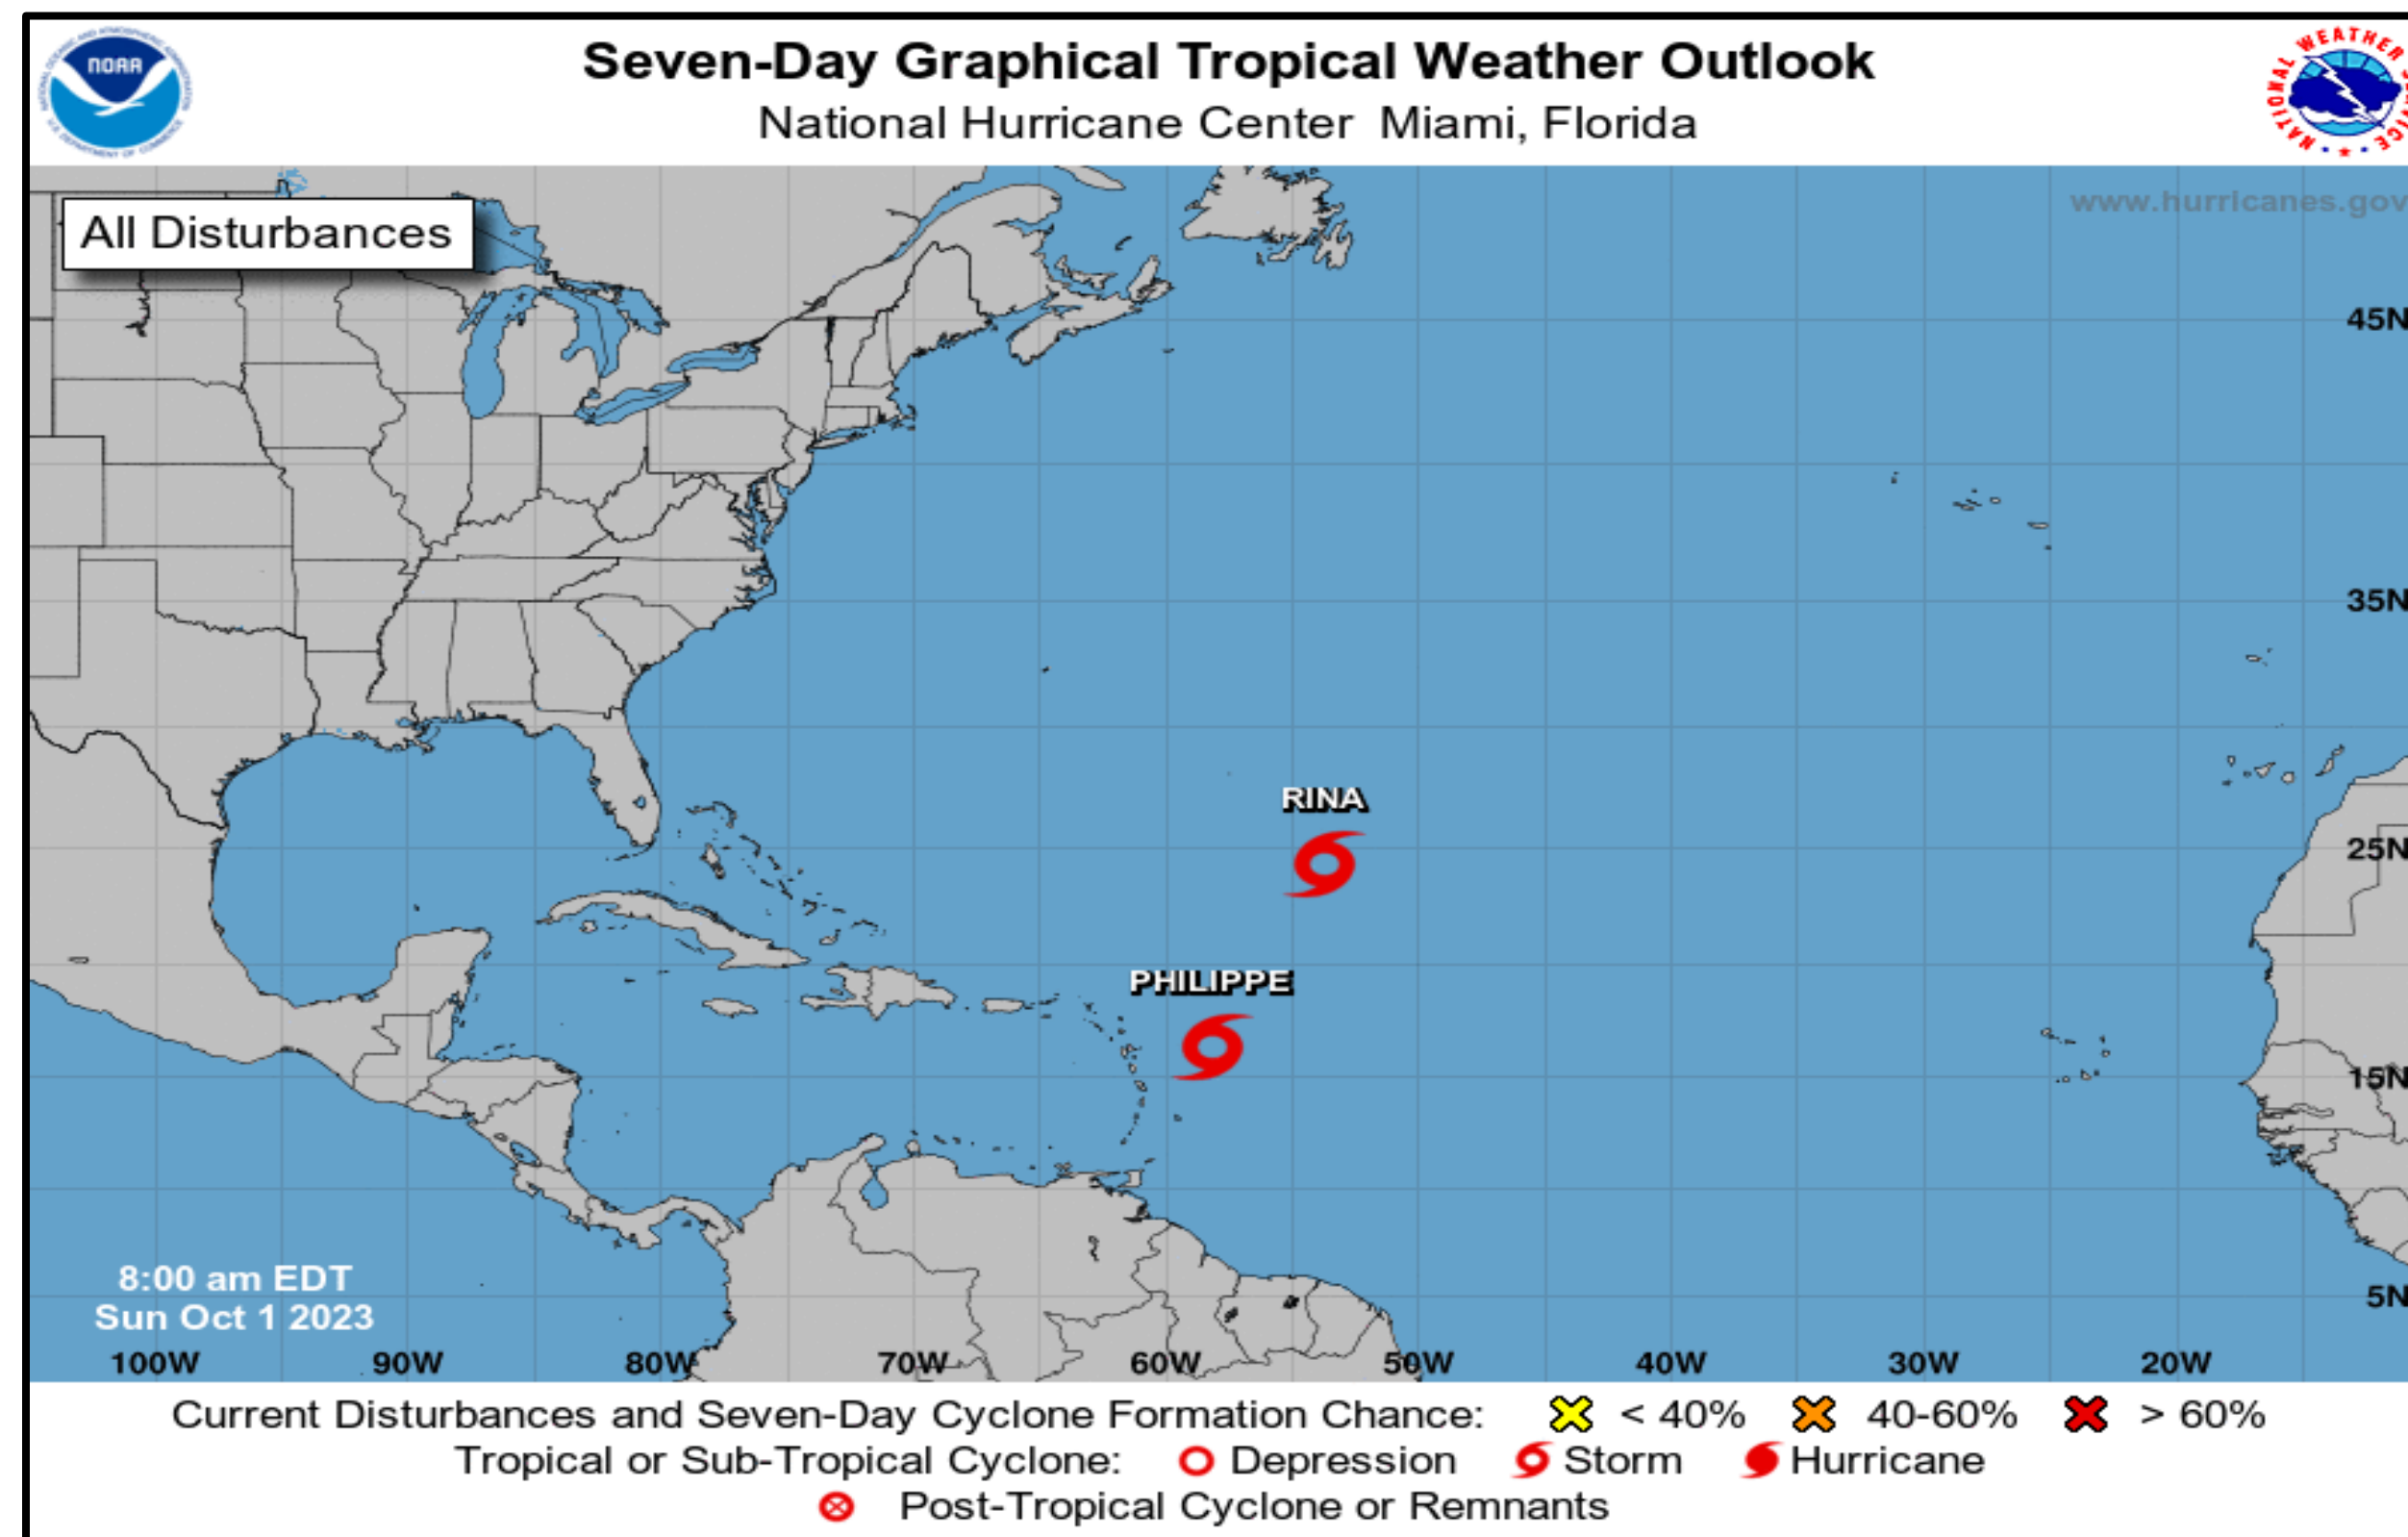 NOAA
Seven-Day Graphical Tropical Weather Outlook
National Hurricane Center Miami, Florida
NATIONAL WEATHER
All Disturbances
www.hurricanes.gov
45N
35N
RINA
25N
PHILIPPE
15N
8:00 am EDT
Sun Oct 1 2023
5N
100W 90W 80W 70W 60W 50W 40W 30W 20W
Current Disturbances and Seven-Day Cyclone Formation Chance: < 40% 40-60% > 60%
Tropical or Sub-Tropical Cyclone: Depression Storm Hurricane
Post-Tropical Cyclone or Remnants